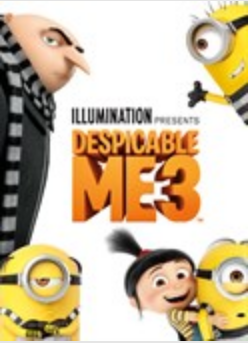 ILLUMINATION PRESENTS
DESPICABLE
ME3